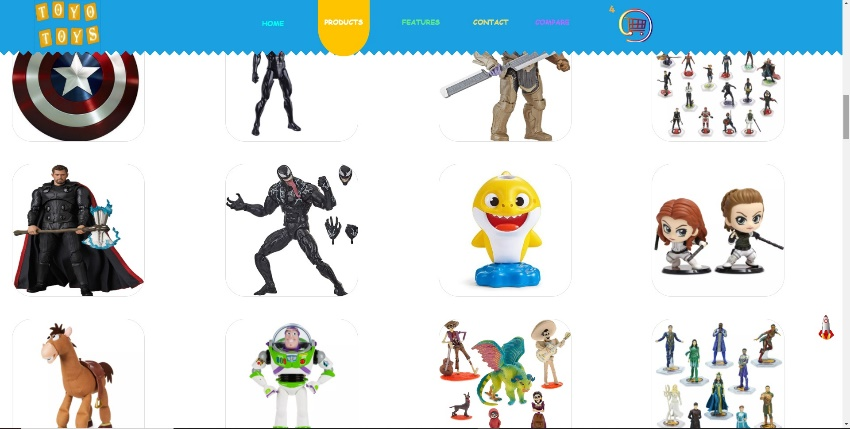 TOYO
TOYS
HOME
PRODUCTS
FEATURES
CONTACT
COMPARE
4